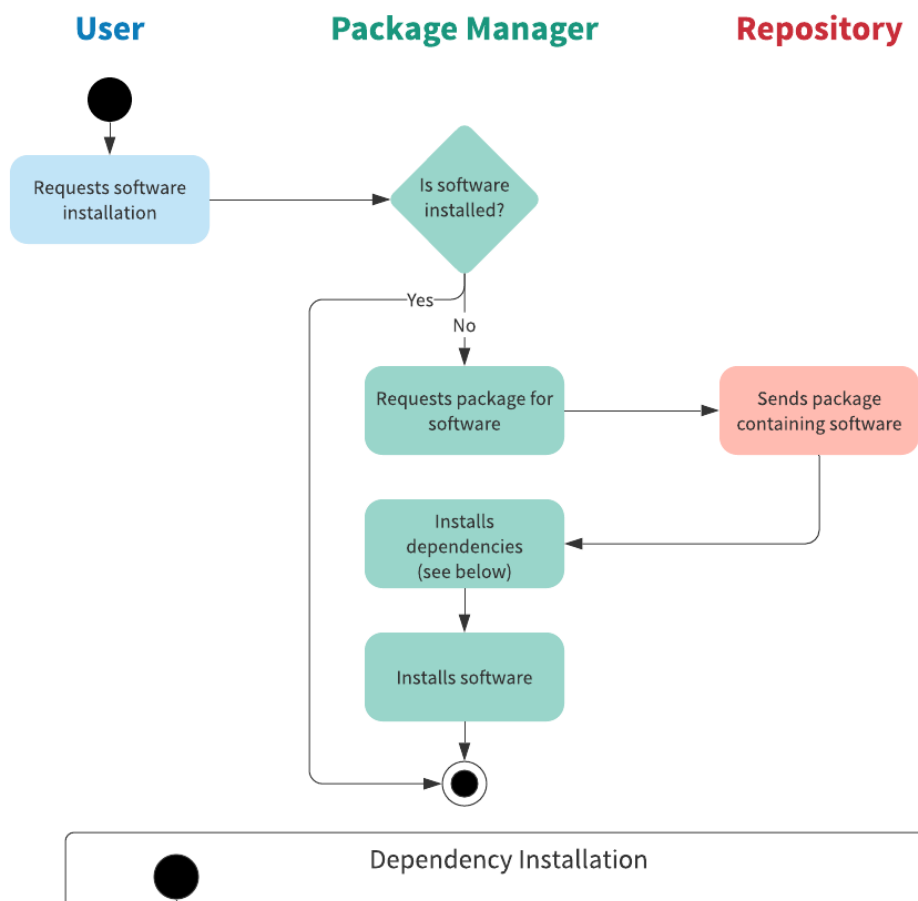 User
Package Manager
Repository
Requests software
installation
Is software
installed?
Yes
No
Requests package for
software
Sends package
containing software
Installs
dependencies
(see below)
Installs software
Dependency Installation